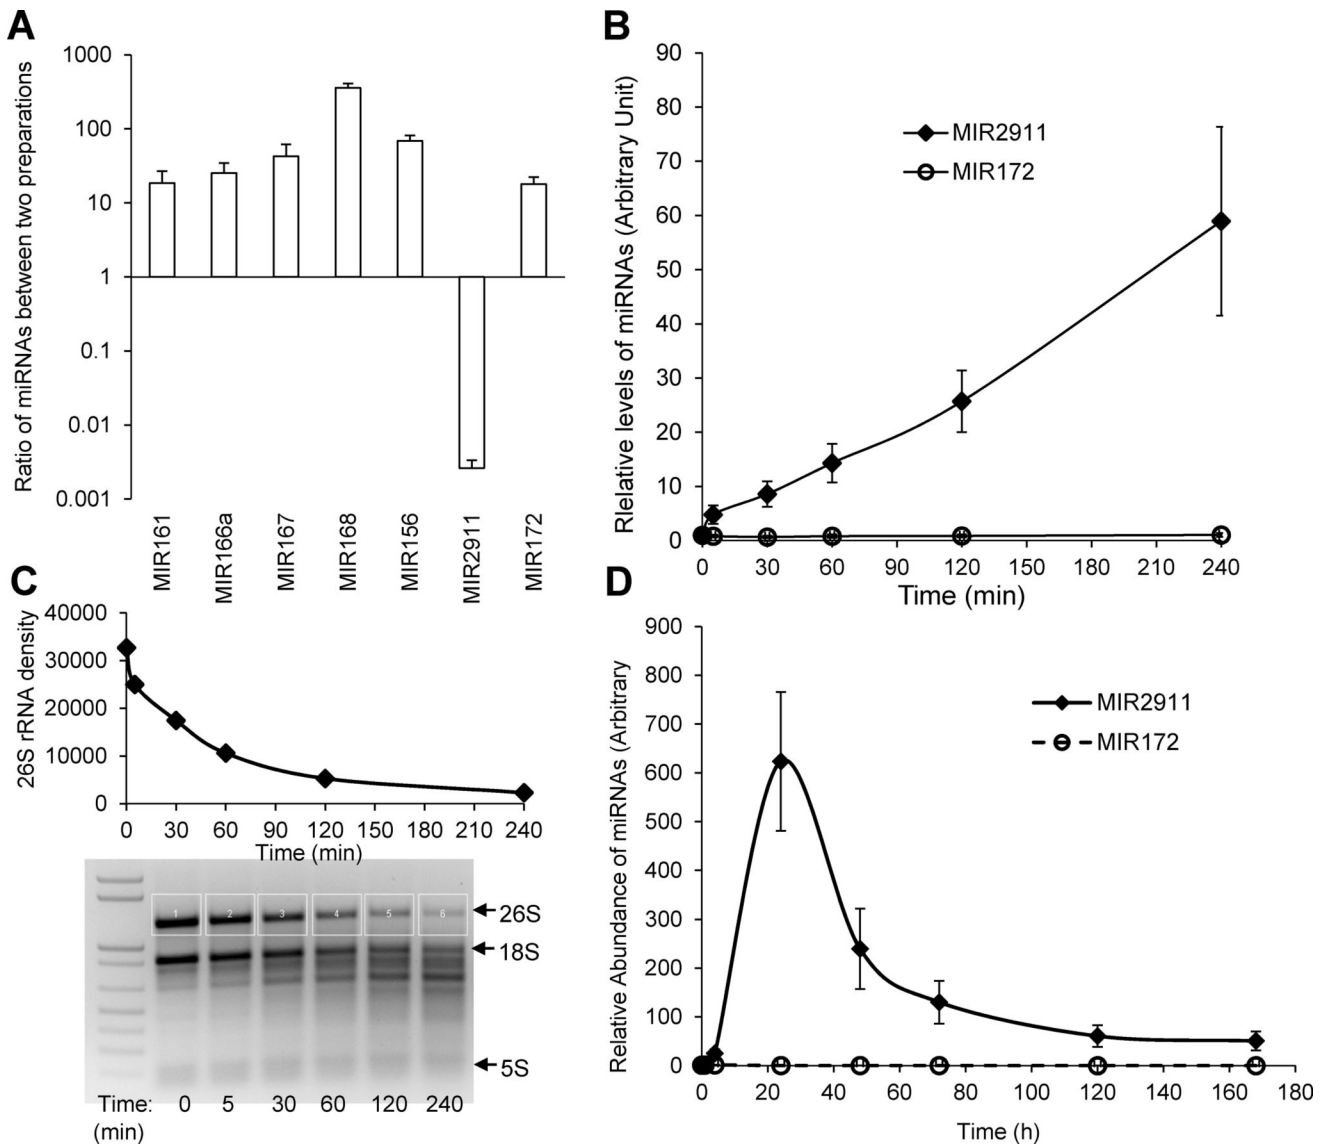 A
Ratio of miRNAs between two preparations
1000
100
10
1
0.1
0.01
0.001
MIR161
MIR166a
MIR167
MIR168
MIR156
MIR2911
MIR172
B
Rlelative levels of miRNAs (Arbitrary Unit)
90
80
70
60
50
40
30
20
10
0
MIR2911
MIR172
0 30 60 90 120 150 180 210 240
Time (min)
C
26S rRNA density
40000
30000
20000
10000
0
0 30 60 90 120 150 180 210 240
Time (min)
1 2 3 4 5 6
26S
18S
5S
Time: 0 5 30 60 120 240
(min)
D
Relative Abundance of miRNAs (Arbitrary
900
800
700
600
500
400
300
200
100
0
MIR2911
MIR172
0 20 40 60 80 100 120 140 160 180
Time (h)